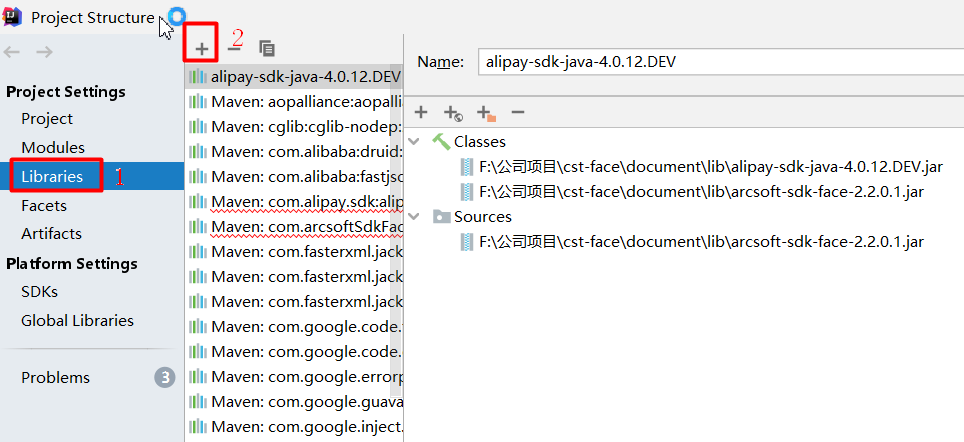 Project Structure
2
Project Settings
Project
Modules
Libraries
1
Facets
Artifacts
Platform Settings
SDKs
Global Libraries
Problems
3
alipay-sdk-java-4.0.12.DEV
Maven: aopalliance:aopallia
Maven: cglib:cglib-nodep:
Maven: com.alibaba:druid:
Maven: com.alibaba:fastjso
Maven: com.alipay.sdk:alip
Maven: com.arcsoftSdkFac
Maven: com.fasterxml.jack
Maven: com.fasterxml.jack
Maven: com.fasterxml.jack
Maven: com.google.code.
Maven: com.google.code.
Maven: com.google.errorp
Maven: com.google.guava
Maven: com.google.inject.
Name: alipay-sdk-java-4.0.12.DEV
Classes
F:\公司项目\cst-face\document\lib\alipay-sdk-java-4.0.12.DEV.jar
F:\公司项目\cst-face\document\lib\arcsoft-sdk-face-2.2.0.1.jar
Sources
F:\公司项目\cst-face\document\lib\arcsoft-sdk-face-2.2.0.1.jar